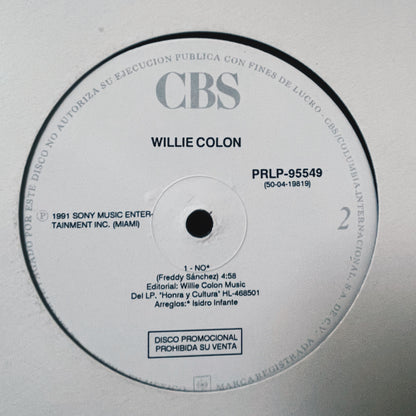 CADO POR ESTE DISCO NO AUTORIZA SU EJECUCION PUBLICA CON FINES DE LUCRO · CBS/COLUMBIA INTERNACIONAL, S.A. DE C.V.
CBS
WILLIE COLON
PRLP-95549
(50-04-19819)
Ⓟ 1991 SONY MUSIC ENTER-
TAINMENT INC. (MIAMI)
2
1 - NO*
(Freddy Sánchez) 4:58
Editorial: Willie Colon Music
Del LP. "Honra y Cultura" HL-468501
Arreglos:* Isidro Infante
DISCO PROMOCIONAL
PROHIBIDA SU VENTA
MARCA REGISTRADA